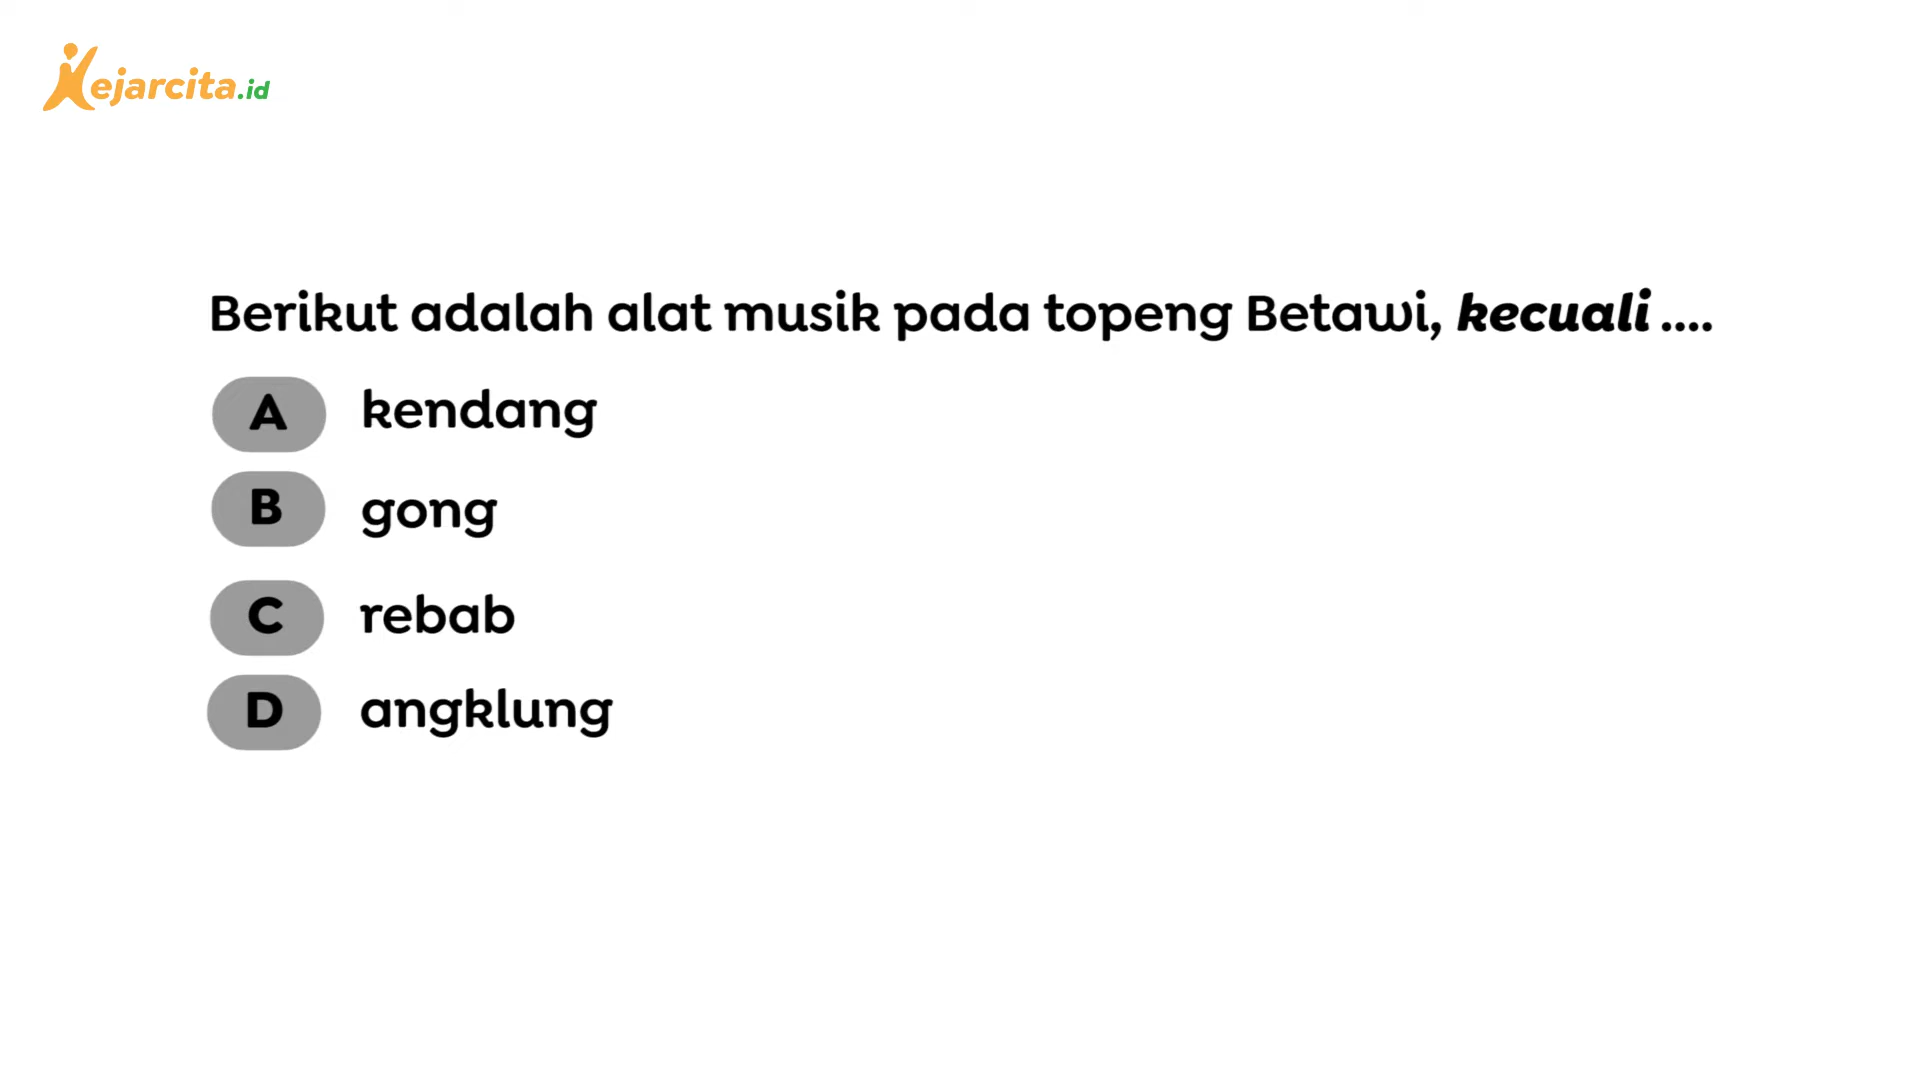 Kejarcita.id
Berikut adalah alat musik pada topeng Betawi, kecuali ....
A kendang
B gong
C rebab
D angklung